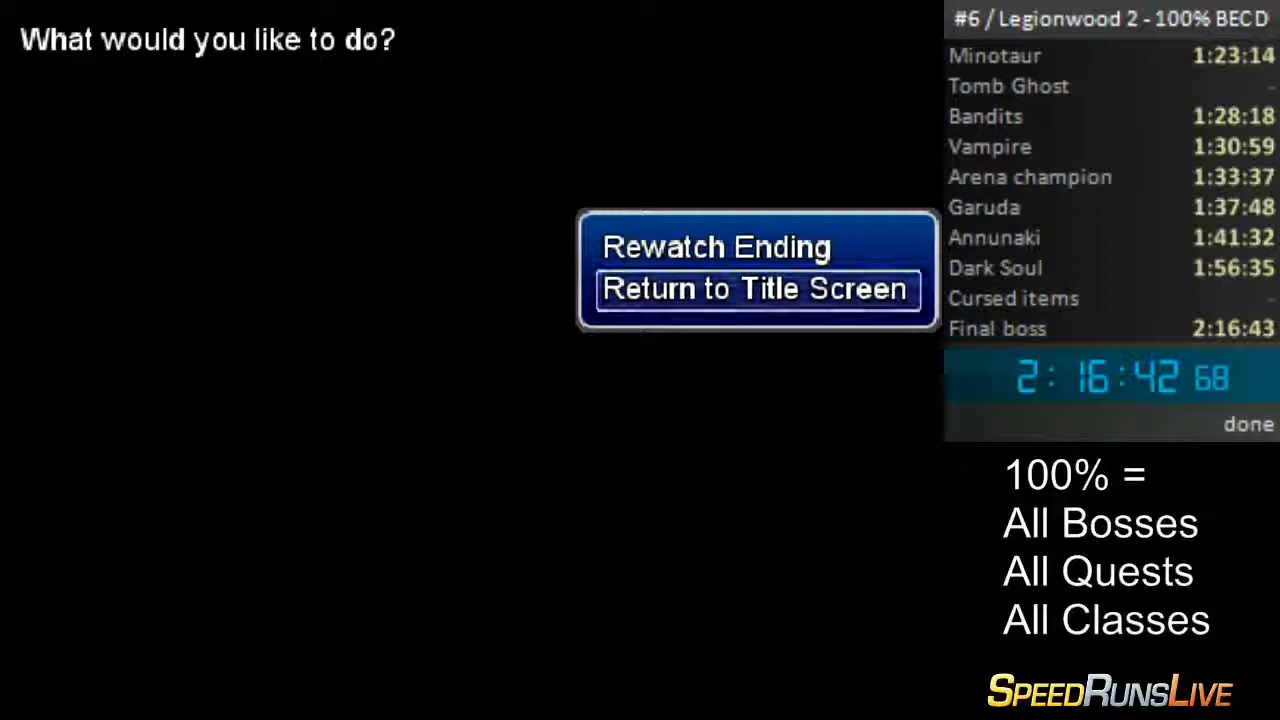 What would you like to do?
Rewatch Ending
Return to Title Screen
#6 / Legionwood 2 - 100% BECD
Minotaur 1:23:14
Tomb Ghost -
Bandits 1:28:18
Vampire 1:30:59
Arena champion 1:33:37
Garuda 1:37:48
Annunaki 1:41:32
Dark Soul 1:56:35
Cursed items -
Final boss 2:16:43
2:16:42 68
done
100% =
All Bosses
All Quests
All Classes
SPEEDRUNSLIVE